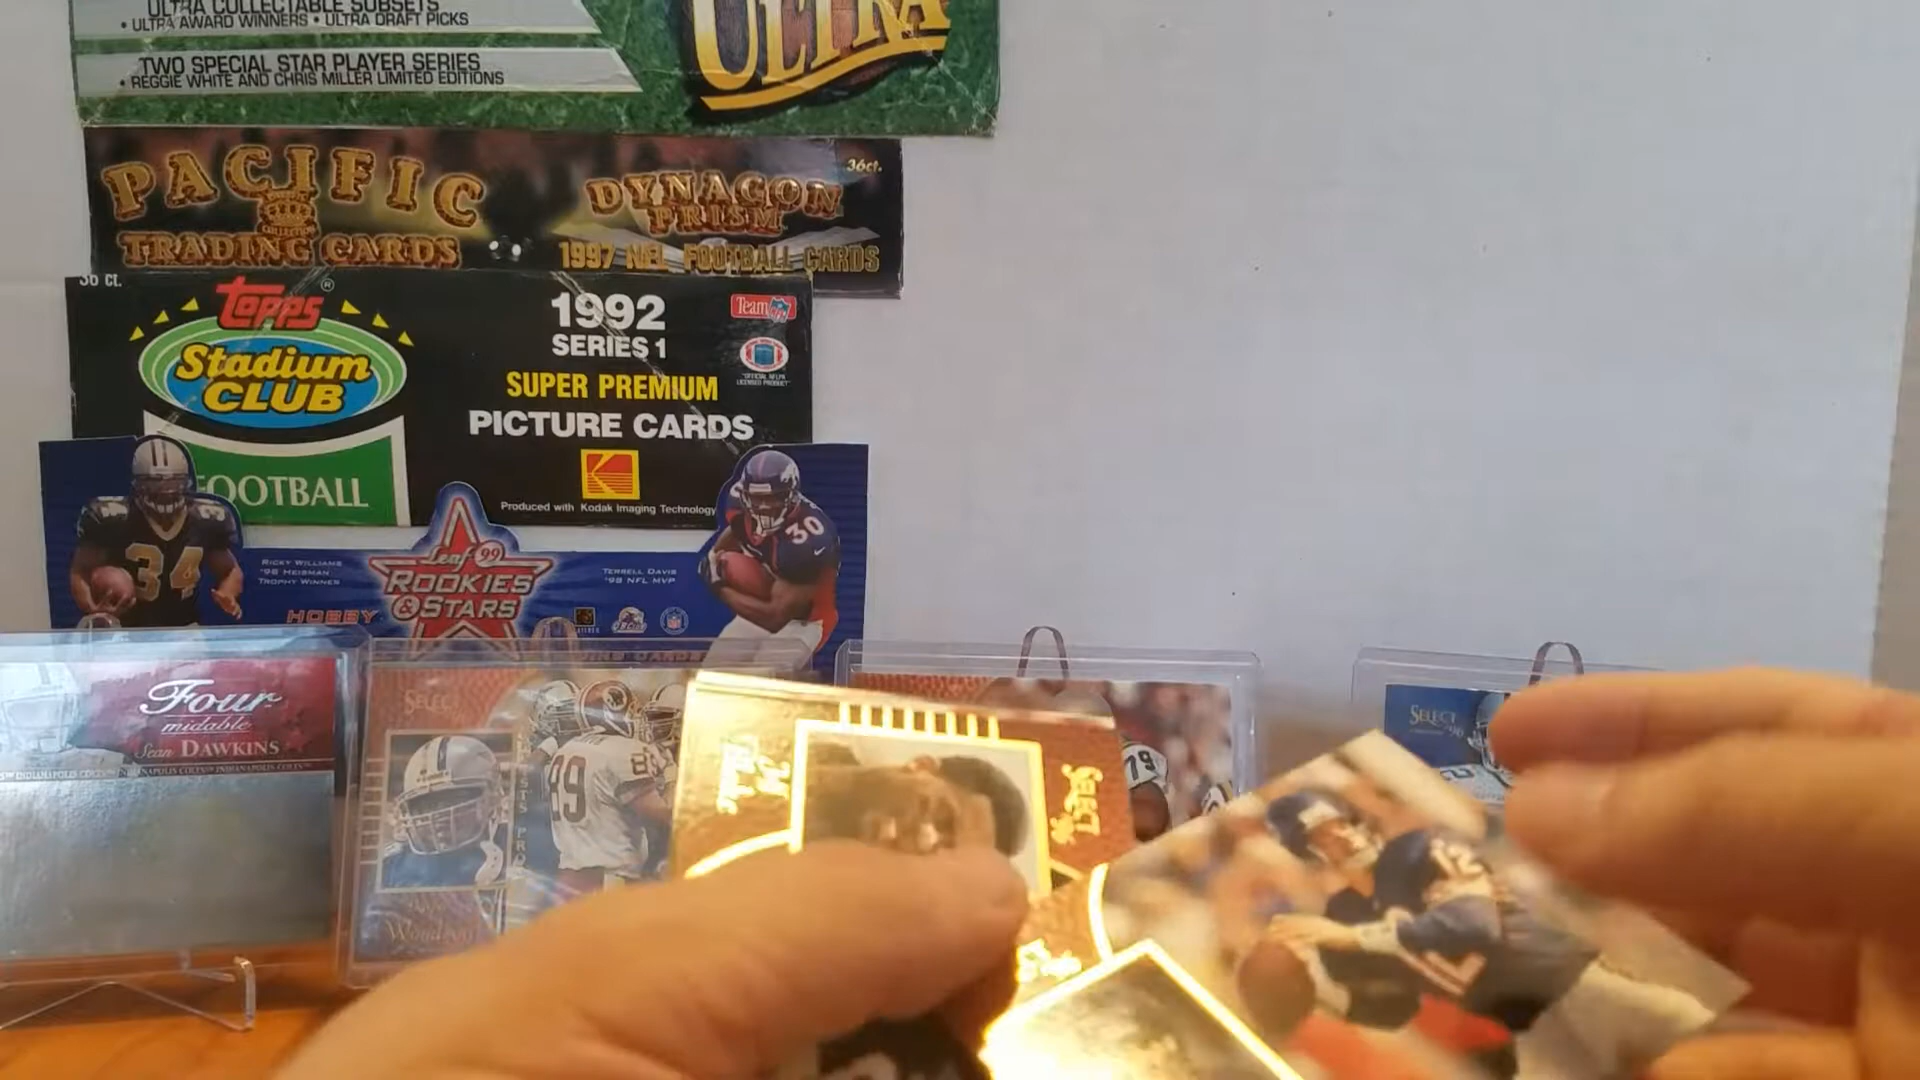 ULTRA COLLECTABLE SUBSETS
• ULTRA AWARD WINNERS • ULTRA DRAFT PICKS
TWO SPECIAL STAR PLAYER SERIES
• REGGIE WHITE AND CHRIS MILLER LIMITED EDITIONS
ULTRA
PACIFIC
TRADING CARDS
36ct.
DYNAGON
PRISM
1997 NFL FOOTBALL CARDS
36 CT.
Topps®
Stadium
CLUB
FOOTBALL
1992
SERIES 1
SUPER PREMIUM
PICTURE CARDS
Team NFL
Produced with Kodak Imaging Technology
34
RICKY WILLIAMS
'98 HEISMAN
TROPHY WINNER
HOBBY
Leaf 99
ROOKIES
& STARS
TERRELL DAVIS
'98 NFL MVP
30
Four
midable
Sean DAWKINS
INDIANAPOLIS COLTS
SELECT
89
79
Jeff Blake
SELECT
12
SELECT
96